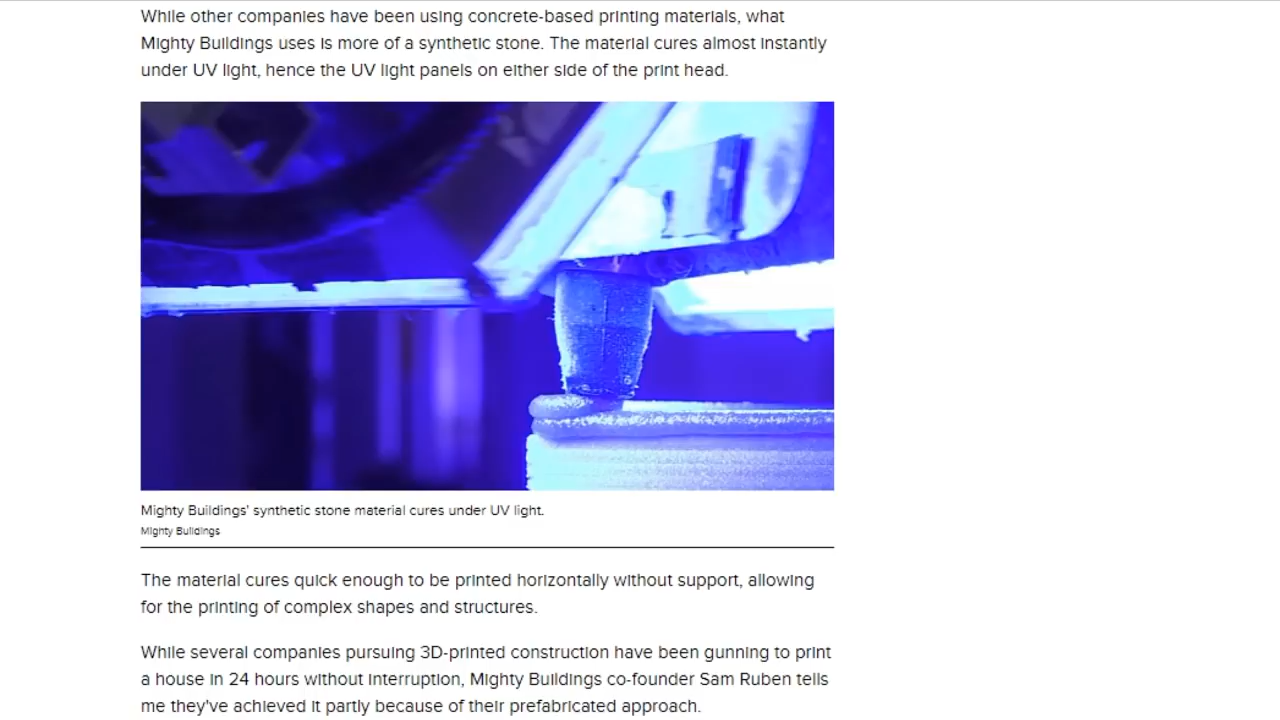 While other companies have been using concrete-based printing materials, what
Mighty Buildings uses is more of a synthetic stone. The material cures almost instantly
under UV light, hence the UV light panels on either side of the print head.
Mighty Buildings' synthetic stone material cures under UV light.
Mighty Buildings
The material cures quick enough to be printed horizontally without support, allowing
for the printing of complex shapes and structures.
While several companies pursuing 3D-printed construction have been gunning to print
a house in 24 hours without interruption, Mighty Buildings co-founder Sam Ruben tells
me they've achieved it partly because of their prefabricated approach.